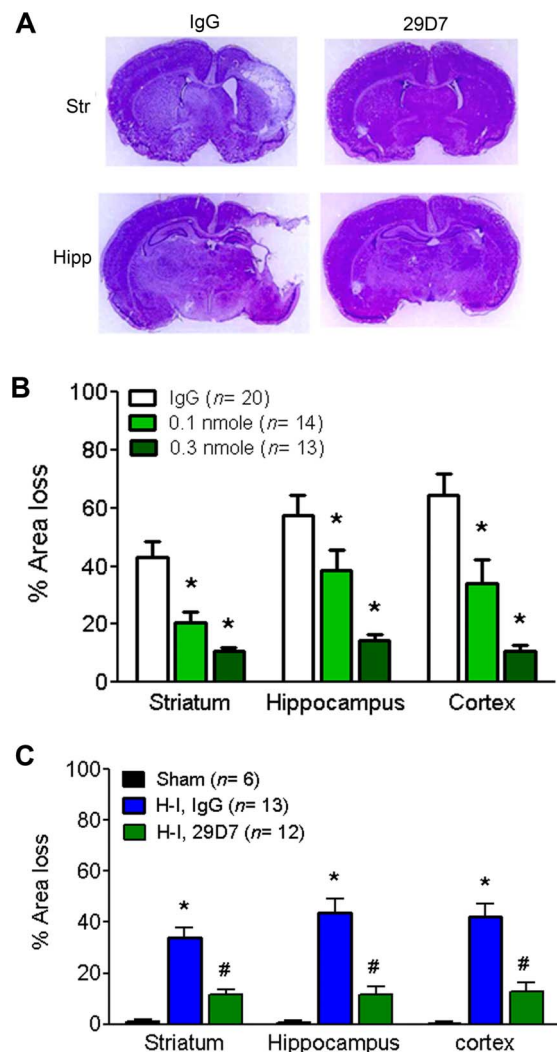 A
IgG
29D7
Str
Hipp
B
100
80
60
40
20
0
% Area loss
IgG (n= 20)
0.1 nmole (n= 14)
0.3 nmole (n= 13)
* * * * * *
Striatum Hippocampus Cortex
C
100
80
60
40
20
0
% Area loss
Sham (n= 6)
H-I, IgG (n= 13)
H-I, 29D7 (n= 12)
* # * # * #
Striatum Hippocampus cortex